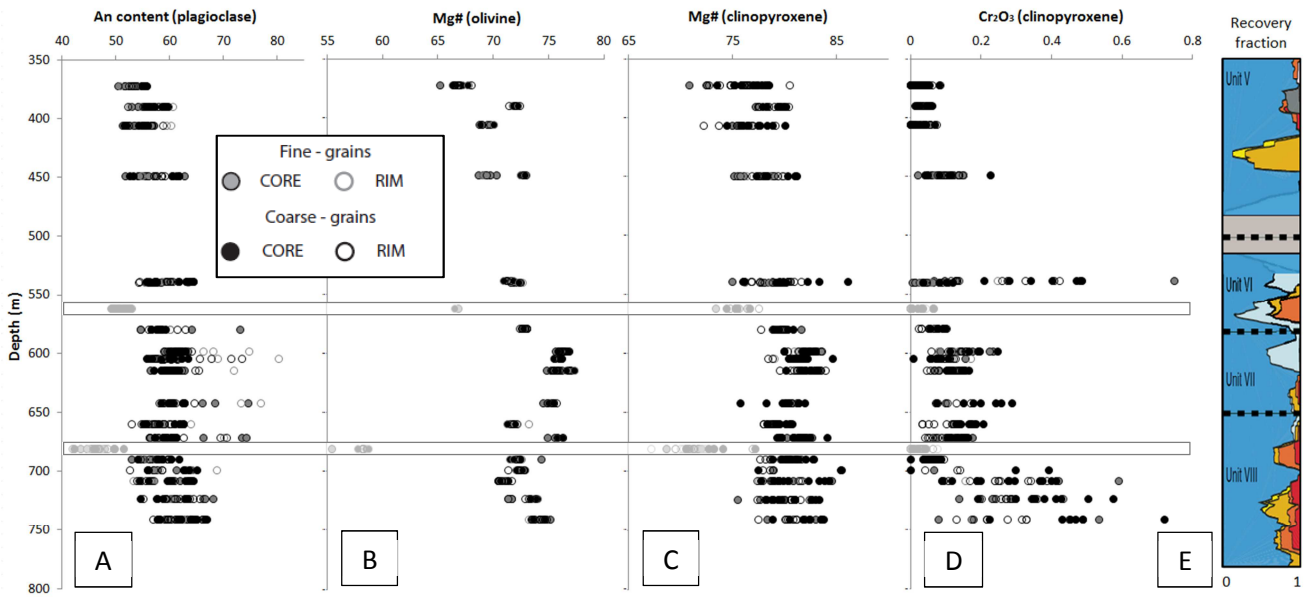 An content (plagioclase) Mg# (olivine) Mg# (clinopyroxene) Cr₂O₃ (clinopyroxene)
Recovery
fraction
40 50 60 70 80 55 60 65 70 75 80 65 75 85 0 0.2 0.4 0.6 0.8
350
400
450
500
550
600
650
700
750
800
Depth (m)
Fine - grains
CORE RIM
Coarse - grains
CORE RIM
Unit V
Unit VI
Unit VII
Unit VIII
A B C D E
0 1